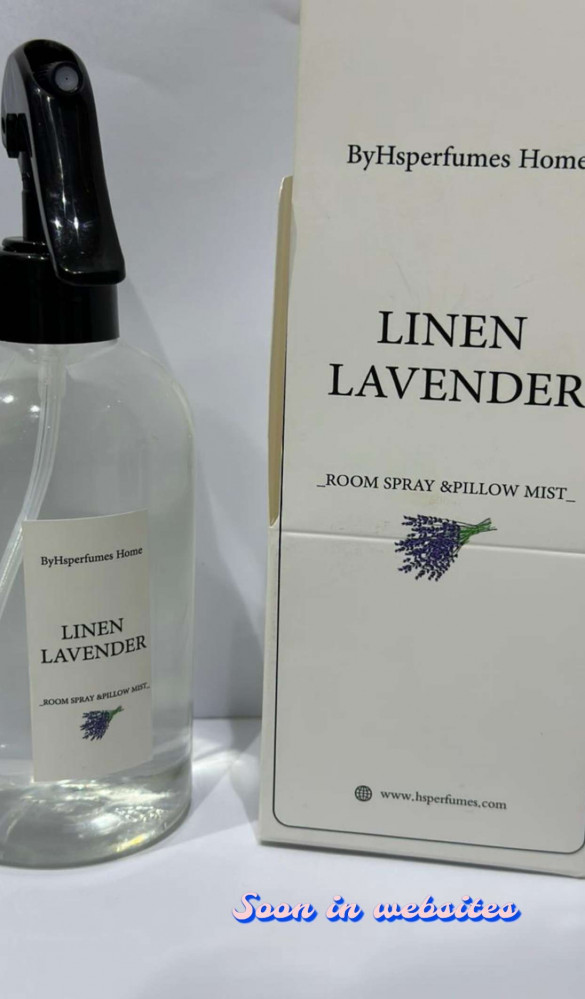 ByHsperfumes Home
LINEN
LAVENDER
_ROOM SPRAY &PILLOW MIST_
www.hsperfumes.com
ByHsperfumes Home
LINEN
LAVENDER
_ROOM SPRAY &PILLOW MIST_
Soon in websites